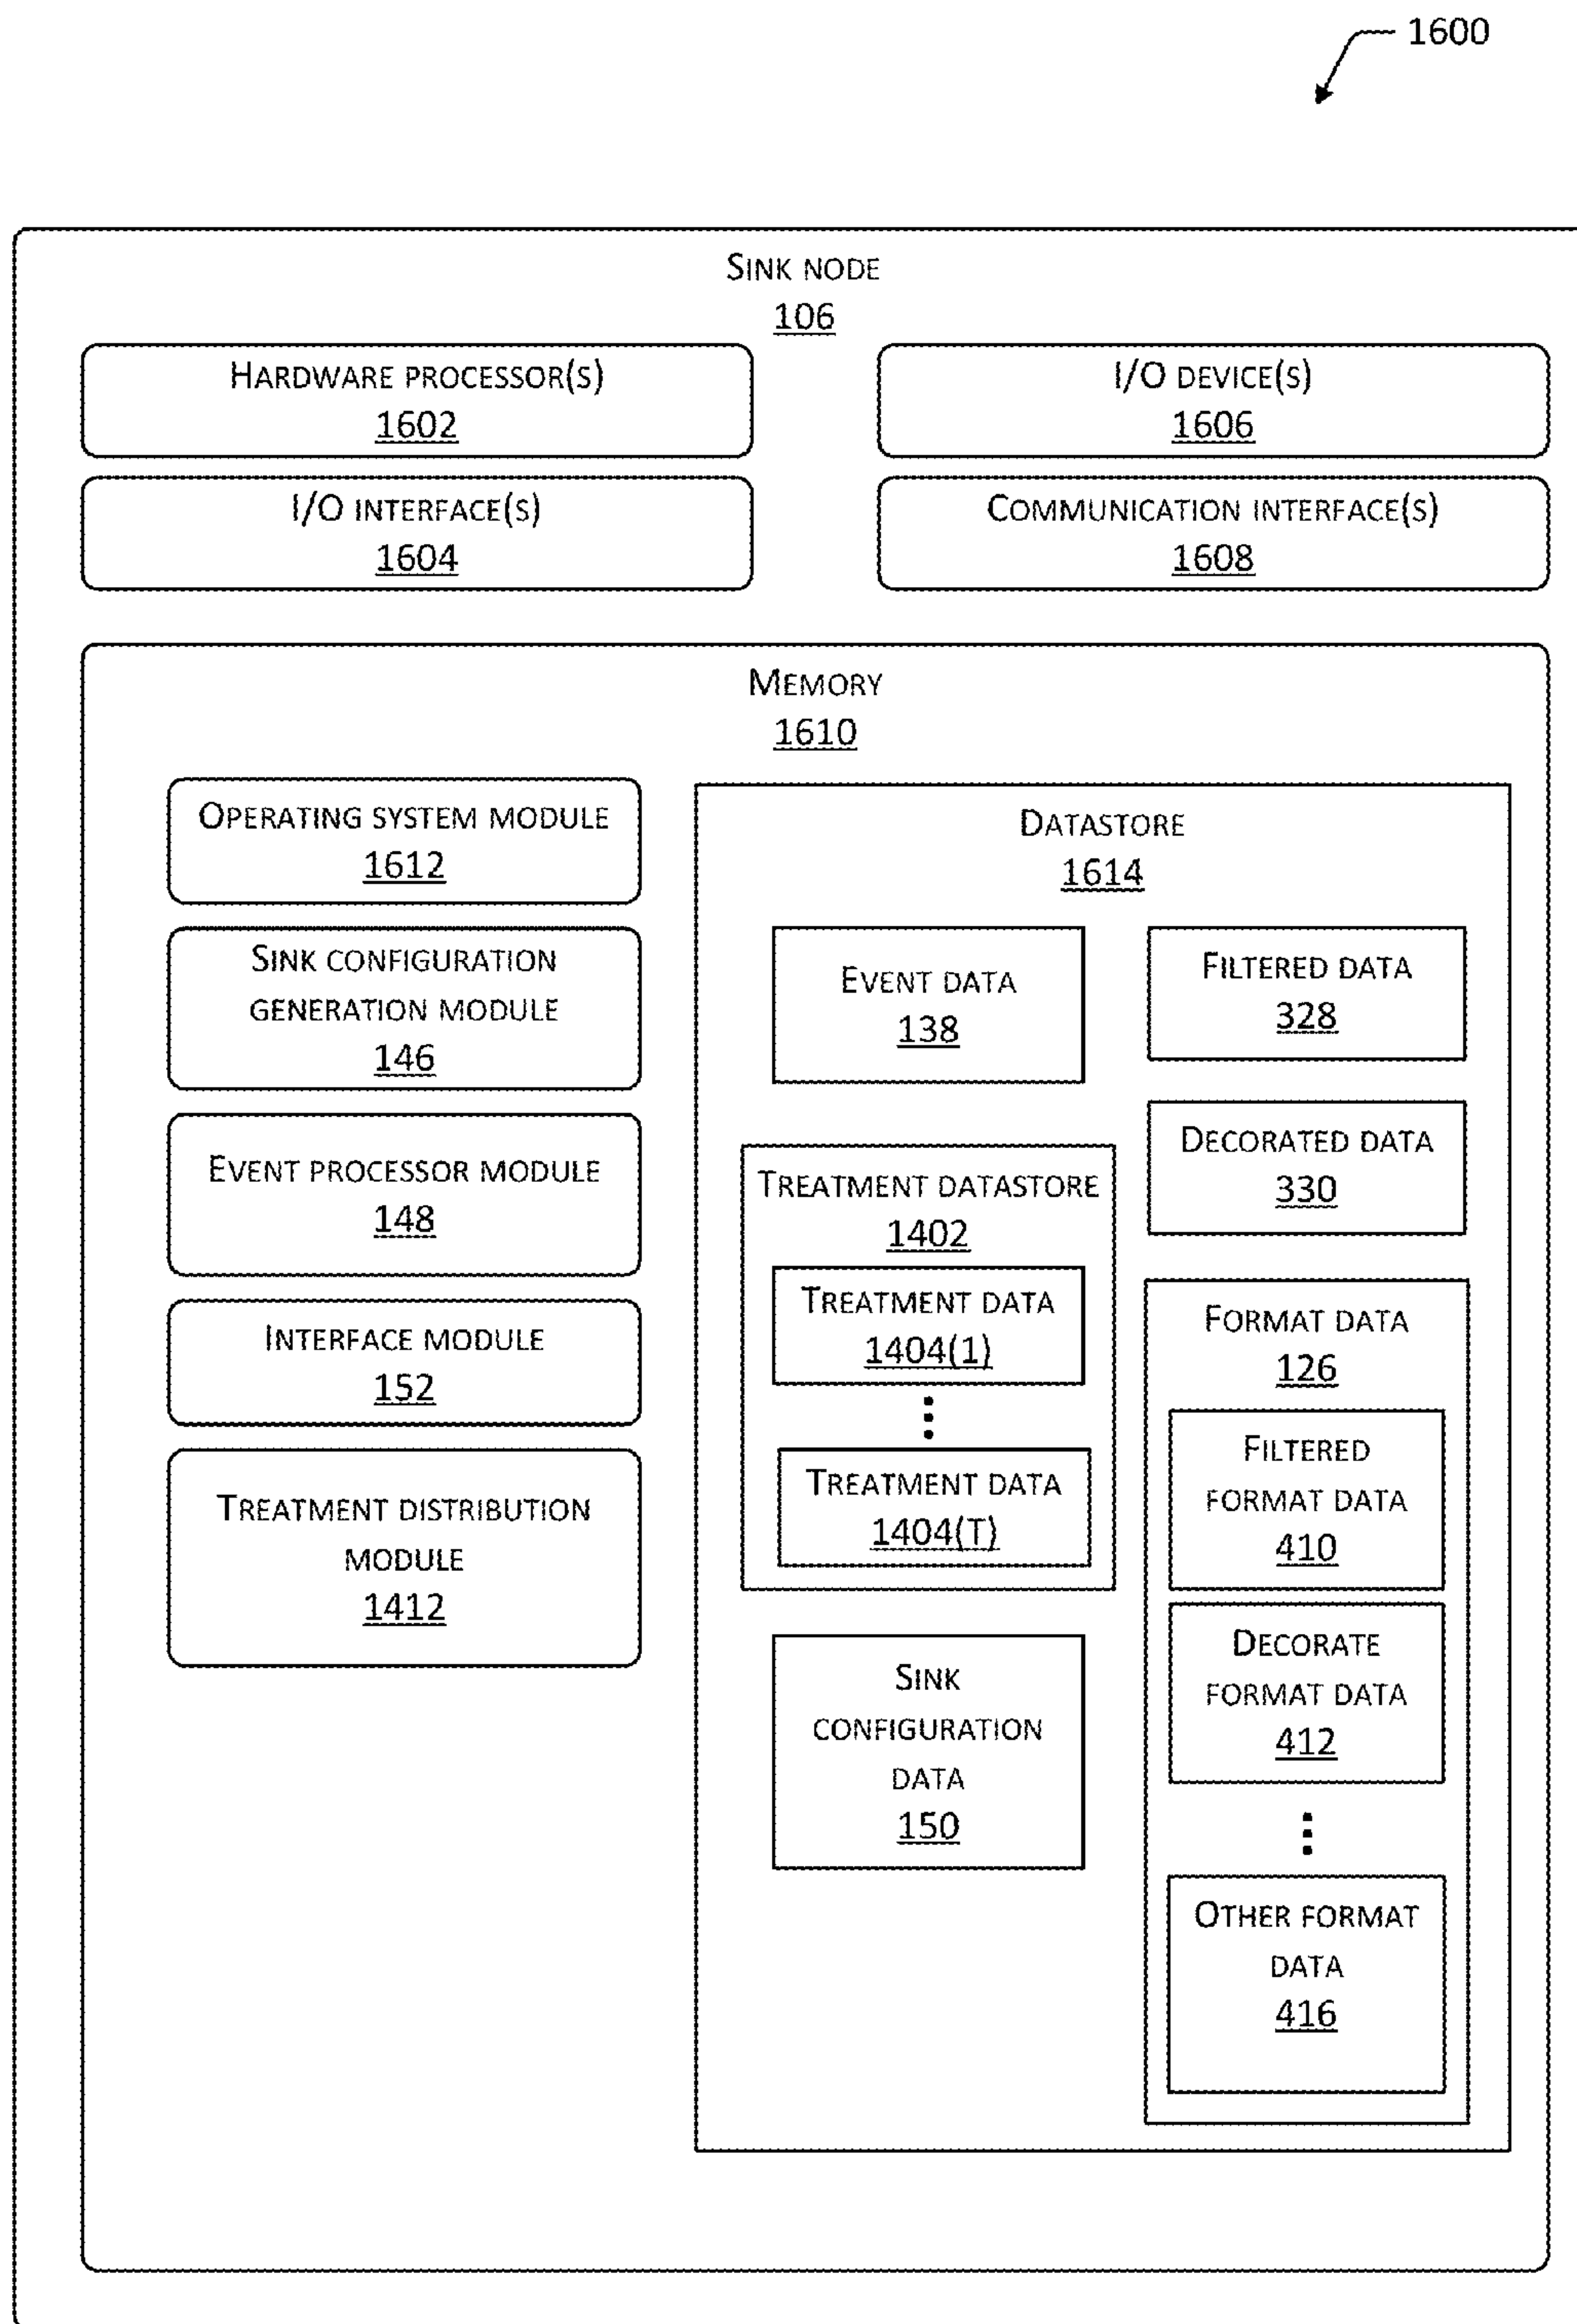 1600
SINK NODE
106
HARDWARE PROCESSOR(S)
1602
I/O DEVICE(S)
1606
I/O INTERFACE(S)
1604
COMMUNICATION INTERFACE(S)
1608
MEMORY
1610
OPERATING SYSTEM MODULE
1612
SINK CONFIGURATION
GENERATION MODULE
146
EVENT PROCESSOR MODULE
148
INTERFACE MODULE
152
TREATMENT DISTRIBUTION
MODULE
1412
DATASTORE
1614
EVENT DATA
138
TREATMENT DATASTORE
1402
TREATMENT DATA
1404(1)
TREATMENT DATA
1404(T)
SINK
CONFIGURATION
DATA
150
FILTERED DATA
328
DECORATED DATA
330
FORMAT DATA
126
FILTERED
FORMAT DATA
410
DECORATE
FORMAT DATA
412
OTHER FORMAT
DATA
416